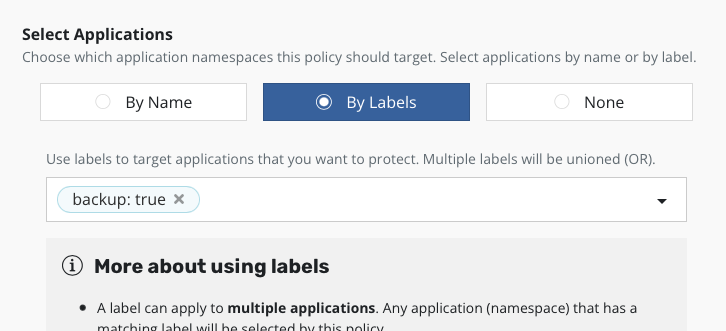 Select Applications
Choose which application namespaces this policy should target. Select applications by name or by label.
By Name
By Labels
None
Use labels to target applications that you want to protect. Multiple labels will be unioned (OR).
backup: true ×
More about using labels
• A label can apply to multiple applications. Any application (namespace) that has a
matching label will be selected by this policy.